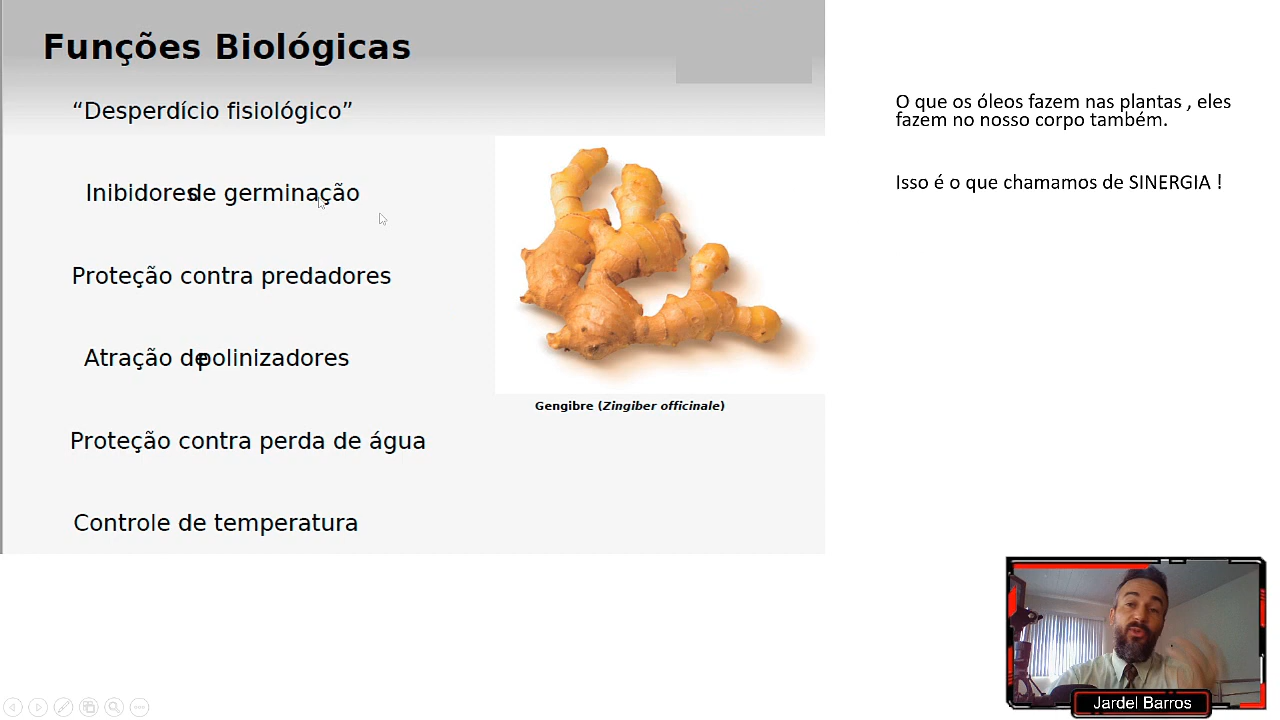 Funções Biológicas
“Desperdício fisiológico”
Inibidores de germinação
Proteção contra predadores
Atração de polinizadores
Proteção contra perda de água
Controle de temperatura
Gengibre (Zingiber officinale)
O que os óleos fazem nas plantas , eles
fazem no nosso corpo também.
Isso é o que chamamos de SINERGIA !
Jardel Barros